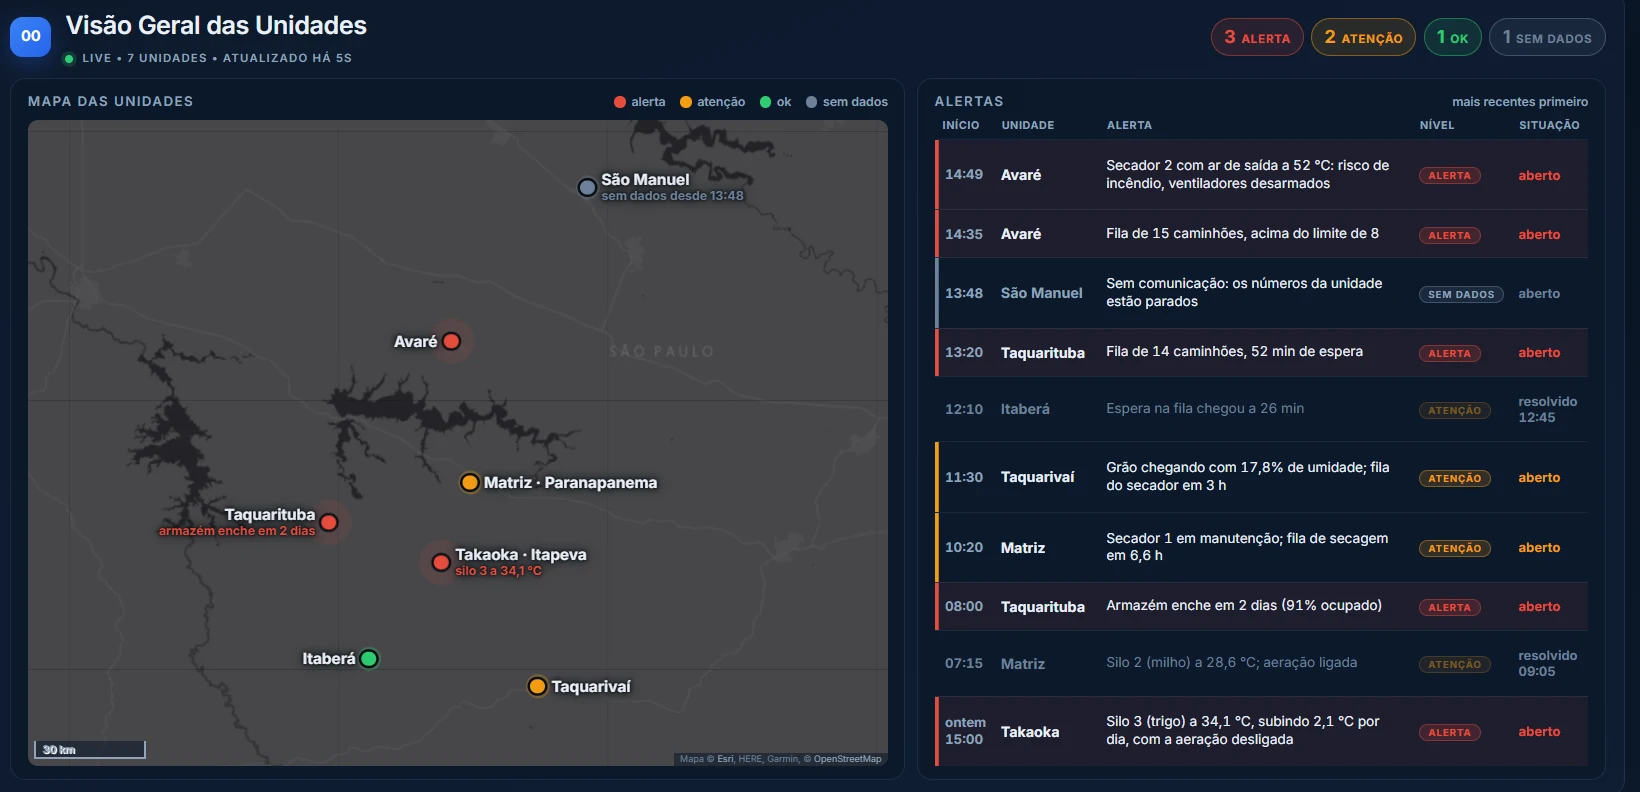 00
Visão Geral das Unidades
LIVE • 7 UNIDADES • ATUALIZADO HÁ 5S
3 ALERTA
2 ATENÇÃO
1 OK
1 SEM DADOS
MAPA DAS UNIDADES
alerta
atenção
ok
sem dados
São Manuel
sem dados desde 13:48
Avaré
SÃO PAULO
Matriz · Paranapanema
Taquarituba
armazém enche em 2 dias
Takaoka · Itapeva
silo 3 a 34,1 °C
Itaberá
Taquarivaí
30 km
Mapa © Esri, HERE, Garmin, © OpenStreetMap
ALERTAS
mais recentes primeiro
INÍCIO UNIDADE ALERTA NÍVEL SITUAÇÃO
14:49 Avaré Secador 2 com ar de saída a 52 °C: risco de
incêndio, ventiladores desarmados
ALERTA aberto
14:35 Avaré Fila de 15 caminhões, acima do limite de 8 ALERTA aberto
13:48 São Manuel Sem comunicação: os números da unidade
estão parados
SEM DADOS aberto
13:20 Taquarituba Fila de 14 caminhões, 52 min de espera ALERTA aberto
12:10 Itaberá Espera na fila chegou a 26 min ATENÇÃO resolvido
12:45
11:30 Taquarivaí Grão chegando com 17,8% de umidade; fila
do secador em 3 h
ATENÇÃO aberto
10:20 Matriz Secador 1 em manutenção; fila de secagem
em 6,6 h
ATENÇÃO aberto
08:00 Taquarituba Armazém enche em 2 dias (91% ocupado) ALERTA aberto
07:15 Matriz Silo 2 (milho) a 28,6 °C; aeração ligada ATENÇÃO resolvido
09:05
ontem
15:00
Takaoka Silo 3 (trigo) a 34,1 °C, subindo 2,1 °C por
dia, com a aeração desligada
ALERTA aberto